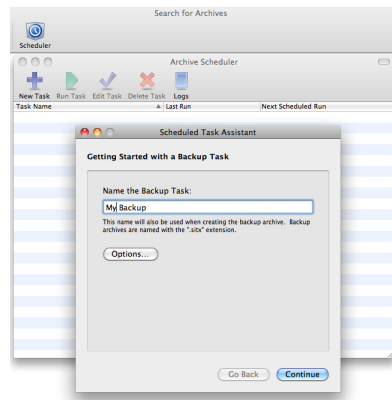 Search for Archives
Scheduler
Archive Scheduler
New Task Run Task Edit Task Delete Task Logs
Task Name Last Run Next Scheduled Run
Scheduled Task Assistant
Getting Started with a Backup Task
Name the Backup Task:
My Backup
This name will also be used when creating the backup archive. Backup
archives are named with the ".sitx" extension.
Options...
Go Back Continue